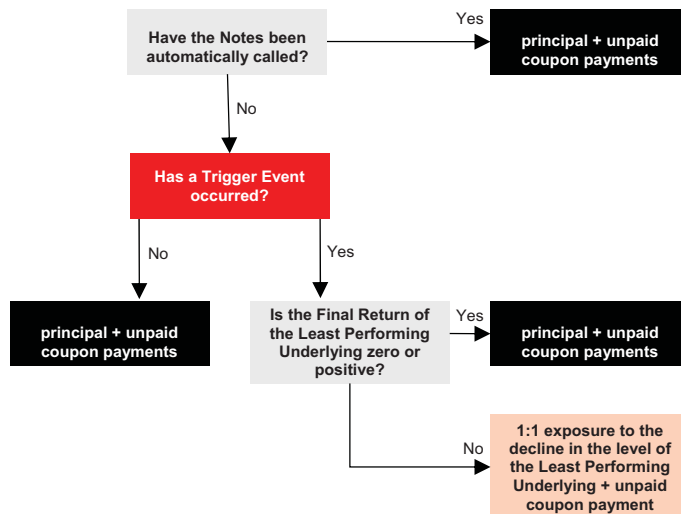 Have the Notes been
automatically called?
Yes
principal + unpaid
coupon payments
No
Has a Trigger Event
occurred?
No
Yes
principal + unpaid
coupon payments
Is the Final Return of
the Least Performing
Underlying zero or
positive?
Yes
principal + unpaid
coupon payments
No
1:1 exposure to the
decline in the level of
the Least Performing
Underlying + unpaid
coupon payment